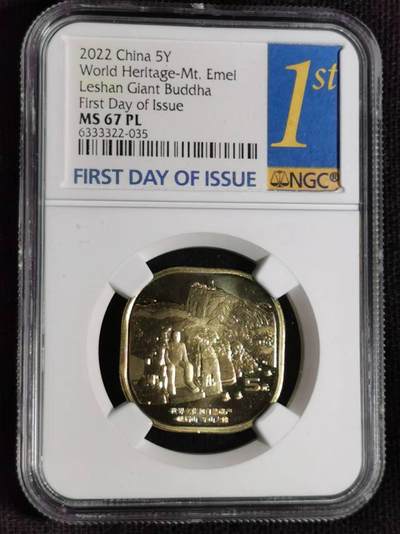 2022 China 5Y
World Heritage-Mt. Emei
Leshan Giant Buddha
First Day of Issue
MS 67 PL
6333322-035
FIRST DAY OF ISSUE
1st
NGC®
5